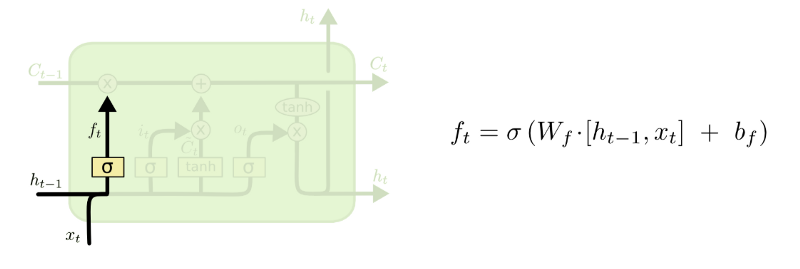 h_t
C_{t-1}
C_t
x
+
tanh
f_t
i_t
o_t
x
x
C_t
σ
σ
tanh
σ
h_{t-1}
h_t
x_t
f_t = σ (W_f · [h_{t-1}, x_t] + b_f)